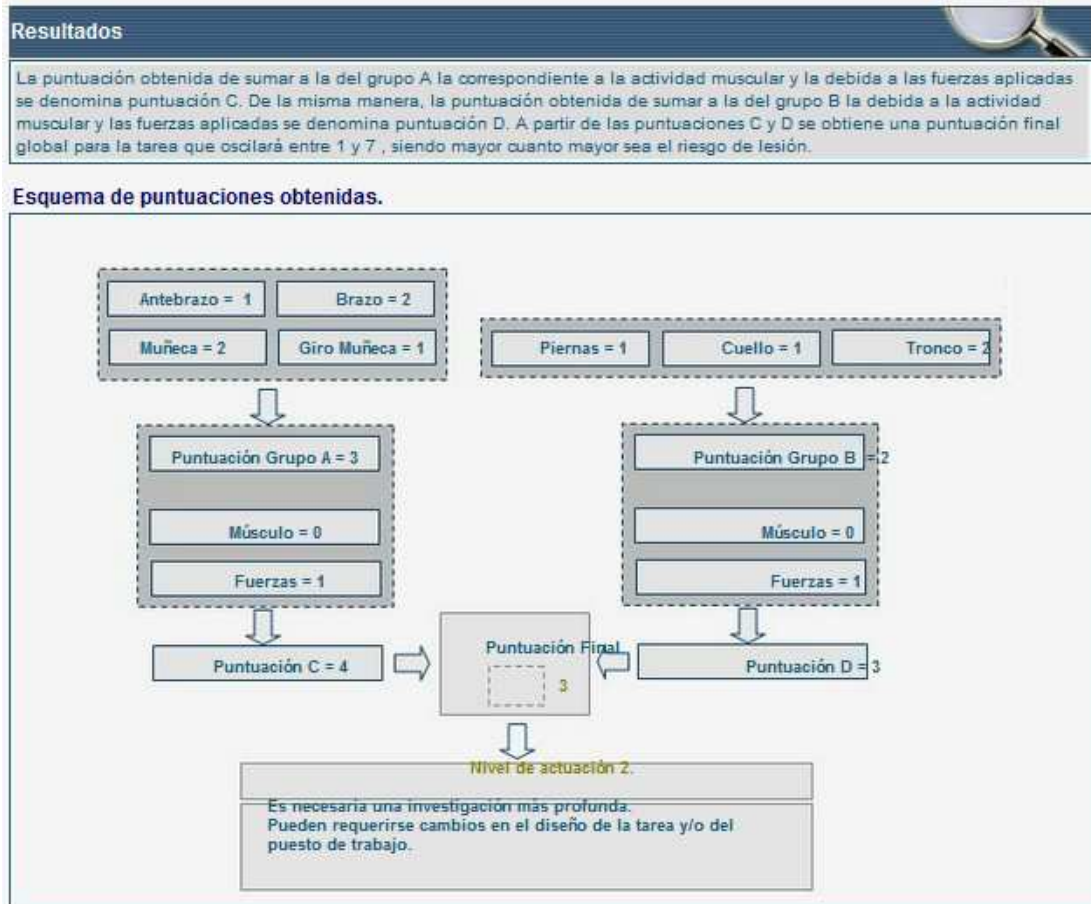 Resultados
La puntuación obtenida de sumar a la del grupo A la correspondiente a la actividad muscular y la debida a las fuerzas aplicadas
se denomina puntuación C. De la misma manera, la puntuación obtenida de sumar a la del grupo B la debida a la actividad
muscular y las fuerzas aplicadas se denomina puntuación D. A partir de las puntuaciones C y D se obtiene una puntuación final
global para la tarea que oscilará entre 1 y 7 , siendo mayor cuanto mayor sea el riesgo de lesión.
Esquema de puntuaciones obtenidas.
Antebrazo = 1
Brazo = 2
Muñeca = 2
Giro Muñeca = 1
Piernas = 1
Cuello = 1
Tronco = 2
Puntuación Grupo A = 3
Músculo = 0
Fuerzas = 1
Puntuación Grupo B = 2
Músculo = 0
Fuerzas = 1
Puntuación C = 4
Puntuación Final
3
Puntuación D = 3
Nivel de actuación 2.
Es necesaria una investigación más profunda.
Pueden requerirse cambios en el diseño de la tarea y/o del
puesto de trabajo.